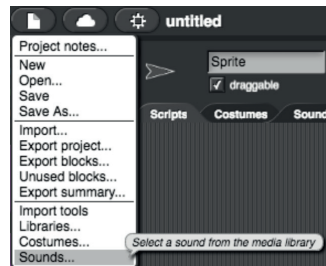 untitled
Project notes...
New
Open...
Save
Save As...
Import...
Export project...
Export blocks...
Unused blocks...
Export summary...
Import tools
Libraries...
Costumes...
Sounds...
Sprite
draggable
Scripts
Costumes
Sound
Select a sound from the media library